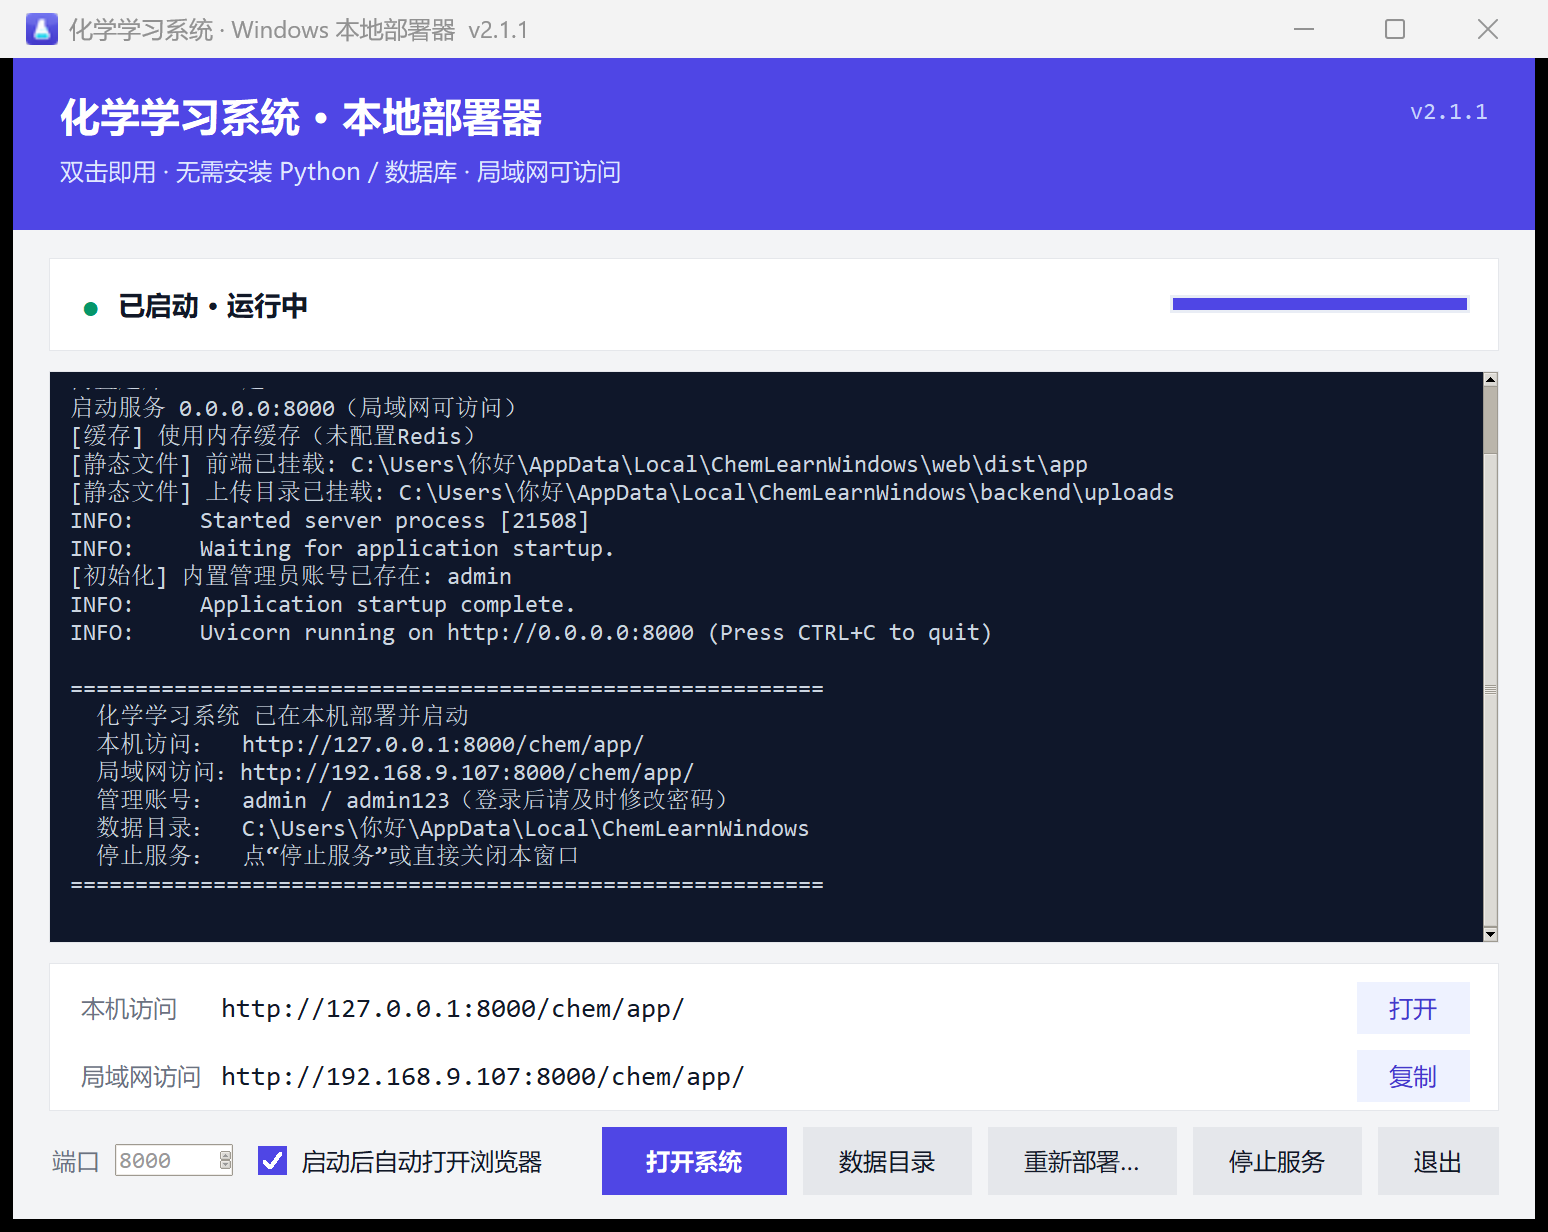 化学学习系统 · Windows 本地部署器 v2.1.1
化学学习系统 • 本地部署器
v2.1.1
双击即用 · 无需安装 Python / 数据库 · 局域网可访问
已启动 • 运行中
启动服务 0.0.0.0:8000（局域网可访问）
[缓存] 使用内存缓存（未配置Redis）
[静态文件] 前端已挂载: C:\Users\你好\AppData\Local\ChemLearnWindows\web\dist\app
[静态文件] 上传目录已挂载: C:\Users\你好\AppData\Local\ChemLearnWindows\backend\uploads
INFO:     Started server process [21508]
INFO:     Waiting for application startup.
[初始化] 内置管理员账号已存在: admin
INFO:     Application startup complete.
INFO:     Uvicorn running on http://0.0.0.0:8000 (Press CTRL+C to quit)
==========================================================
化学学习系统 已在本机部署并启动
本机访问:   http://127.0.0.1:8000/chem/app/
局域网访问: http://192.168.9.107:8000/chem/app/
管理账号:   admin / admin123（登录后请及时修改密码）
数据目录:   C:\Users\你好\AppData\Local\ChemLearnWindows
停止服务:   点“停止服务”或直接关闭本窗口
==========================================================
本机访问 http://127.0.0.1:8000/chem/app/ 打开
局域网访问 http://192.168.9.107:8000/chem/app/ 复制
端口 8000 启动后自动打开浏览器 打开系统 数据目录 重新部署... 停止服务 退出